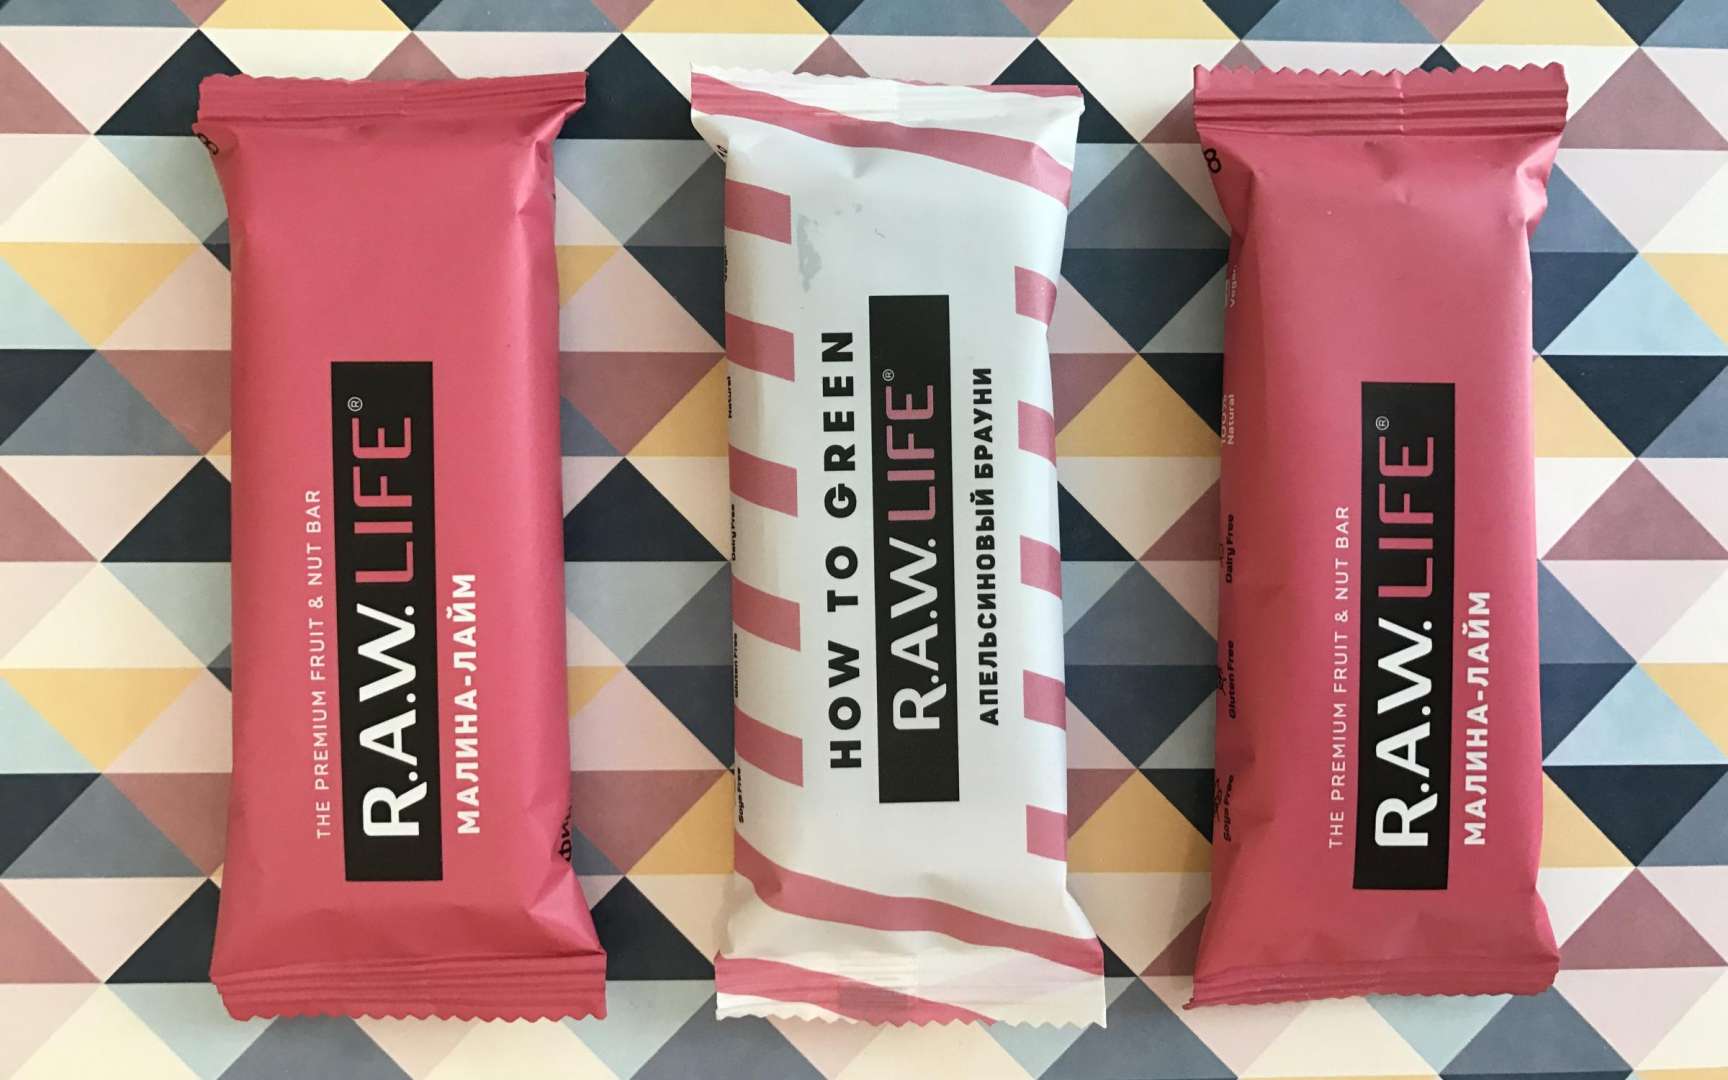 THE PREMIUM FRUIT & NUT BAR
R.A.W. LIFE®
МАЛИНА-ЛАЙМ
Vegan
Natural
Dairy Free
Gluten Free
Soya Free
HOW TO GREEN
R.A.W. LIFE®
АПЕЛЬСИНОВЫЙ БРАУНИ
8
Vegan
100%
Natural
Dairy Free
Gluten Free
Soya Free
THE PREMIUM FRUIT & NUT BAR
R.A.W. LIFE®
МАЛИНА-ЛАЙМ